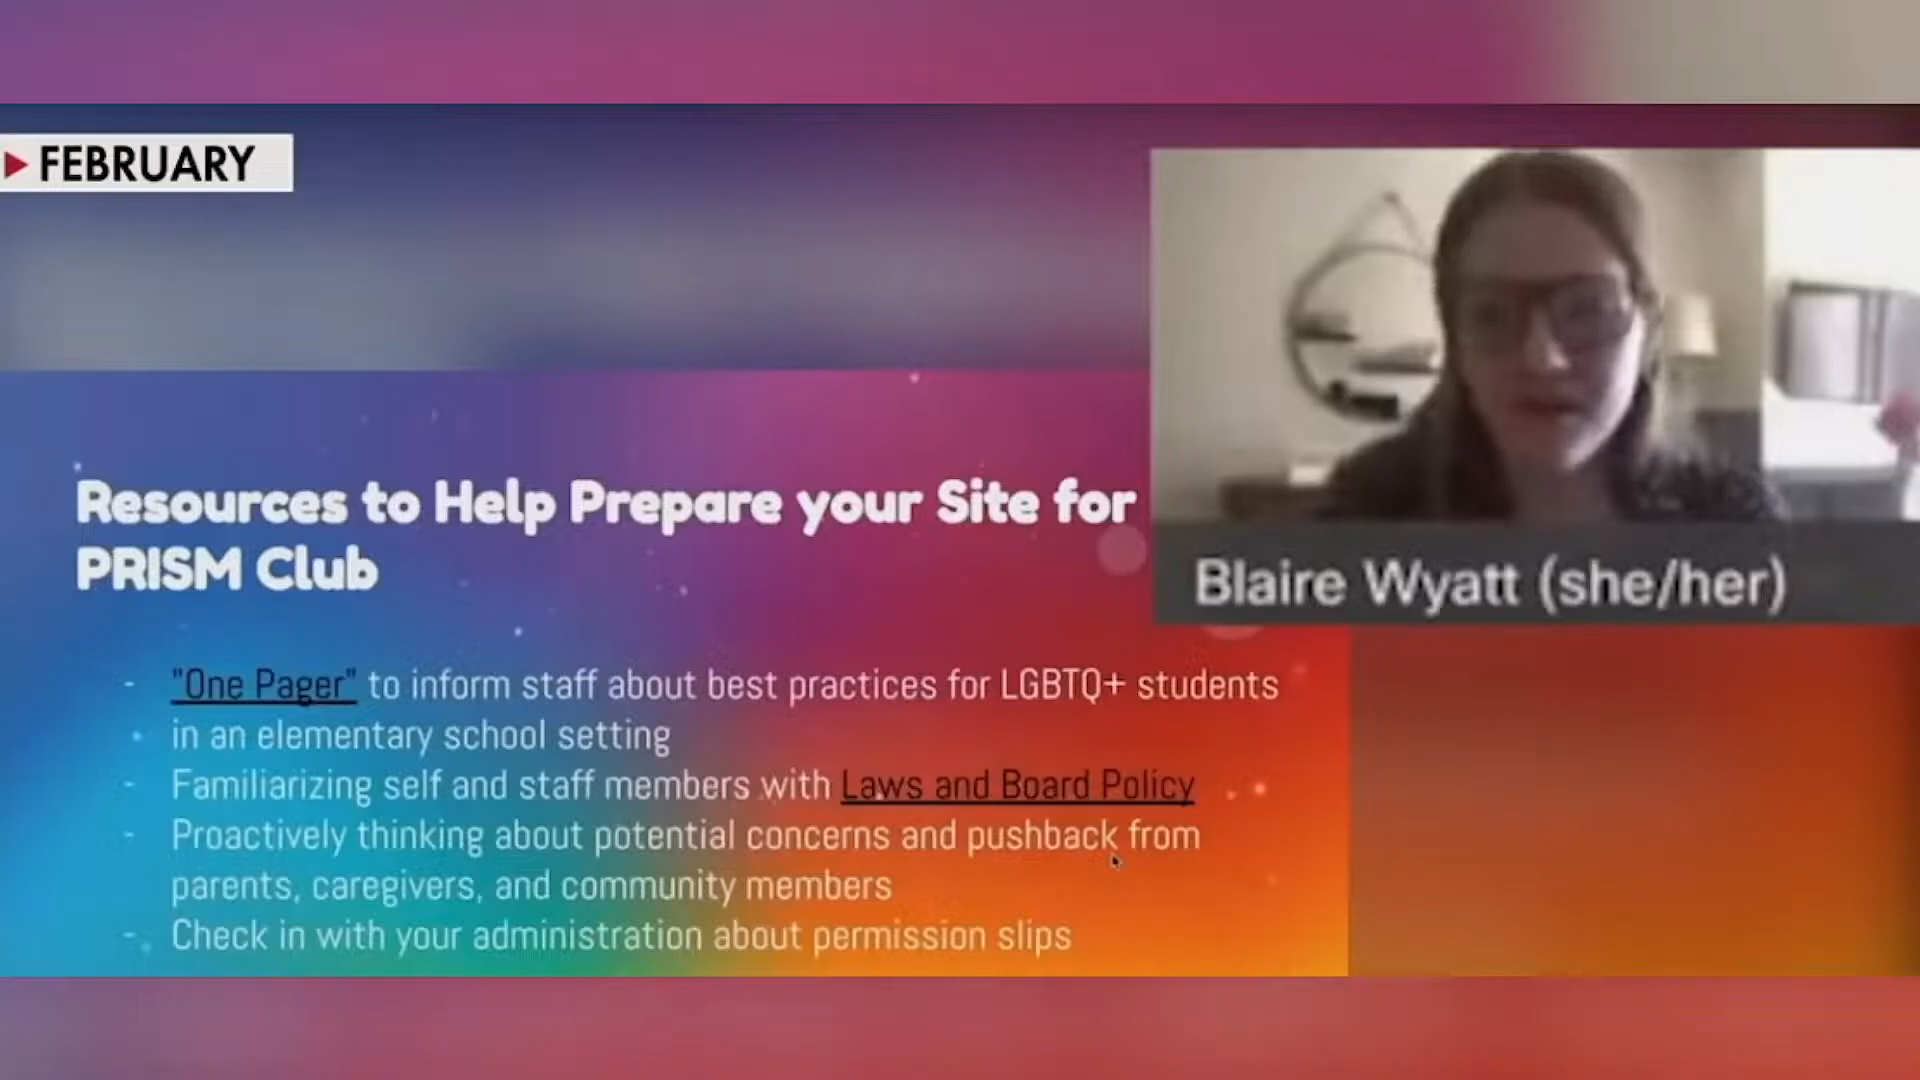 FEBRUARY
Resources to Help Prepare your Site for
PRISM Club
Blaire Wyatt (she/her)
- "One Pager" to inform staff about best practices for LGBTQ+ students
in an elementary school setting
- Familiarizing self and staff members with Laws and Board Policy
- Proactively thinking about potential concerns and pushback from
parents, caregivers, and community members
- Check in with your administration about permission slips